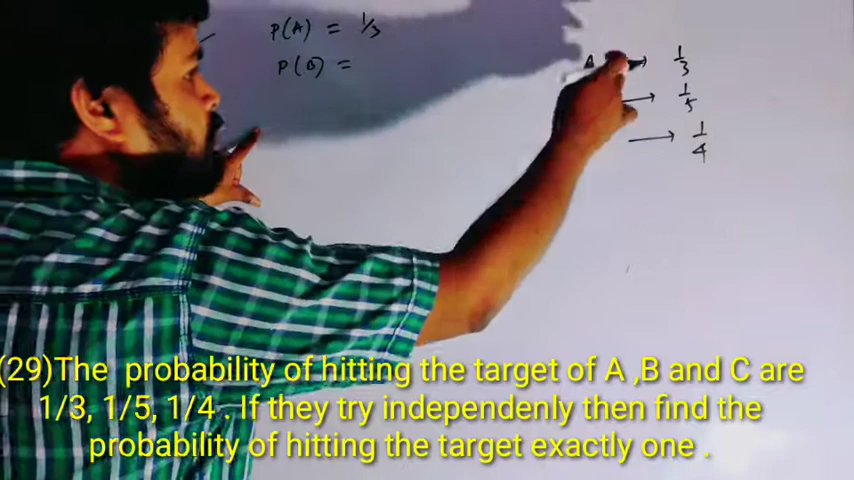 P(A) = 1/3
P(B) =
A → 1/3
→ 1/5
→ 1/4
(29)The probability of hitting the target of A ,B and C are
1/3, 1/5, 1/4 . If they try independenly then find the
probability of hitting the target exactly one .